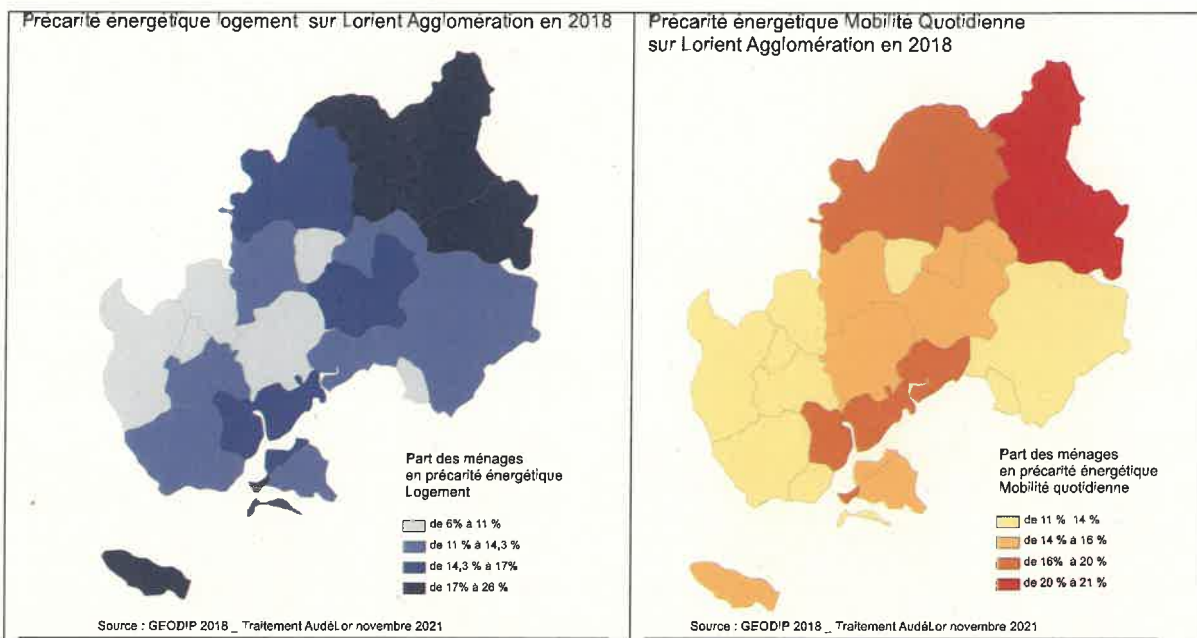 Précarité énergétique logement sur Lorient Agglomération en 2018
Part des ménages
en précarité énergétique
Logement
de 6% à 11 %
de 11 % à 14,3 %
de 14,3 % à 17%
de 17% à 26 %
Source : GEODIP 2018 _ Traitement AudéLor novembre 2021
Précarité énergétique Mobilité Quotidienne
sur Lorient Agglomération en 2018
Part des ménages
en précarité énergétique
Mobilité quotidienne
de 11 % 14 %
de 14 % à 16 %
de 16% à 20 %
de 20 % à 21 %
Source : GEODIP 2018 _ Traitement AudéLor novembre 2021